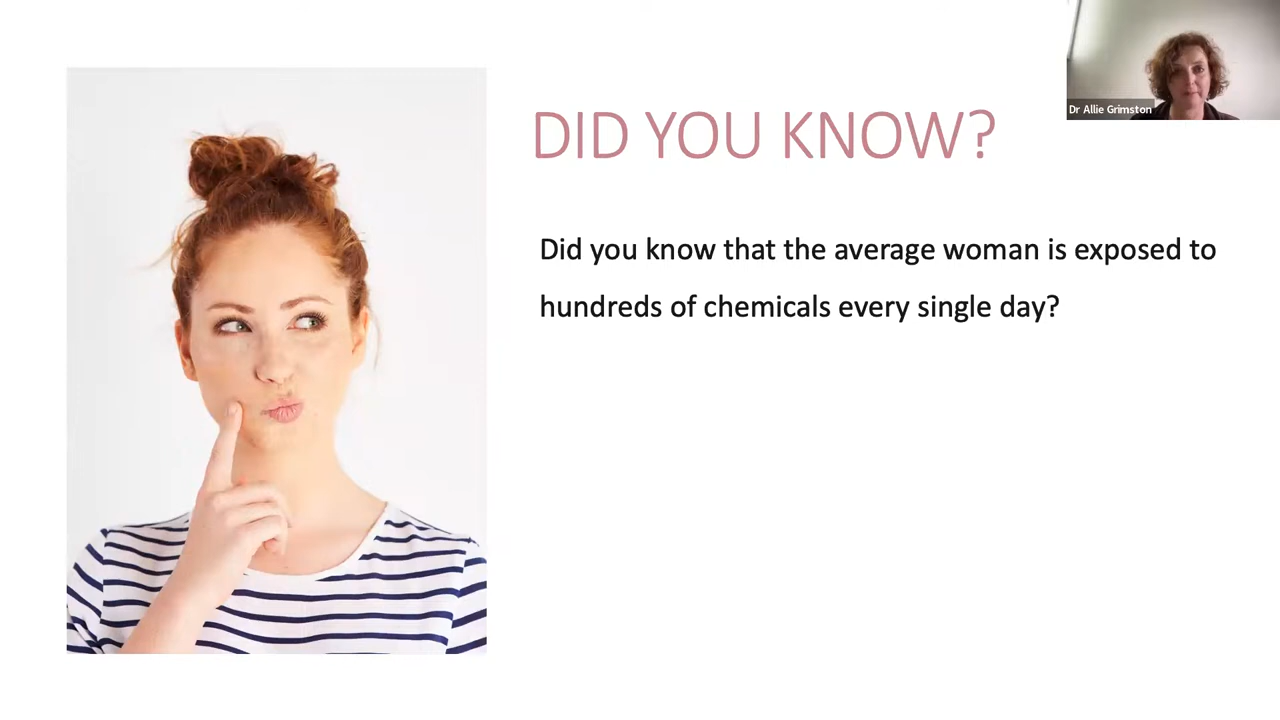 DID YOU KNOW?
Dr Allie Grimston
Did you know that the average woman is exposed to
hundreds of chemicals every single day?